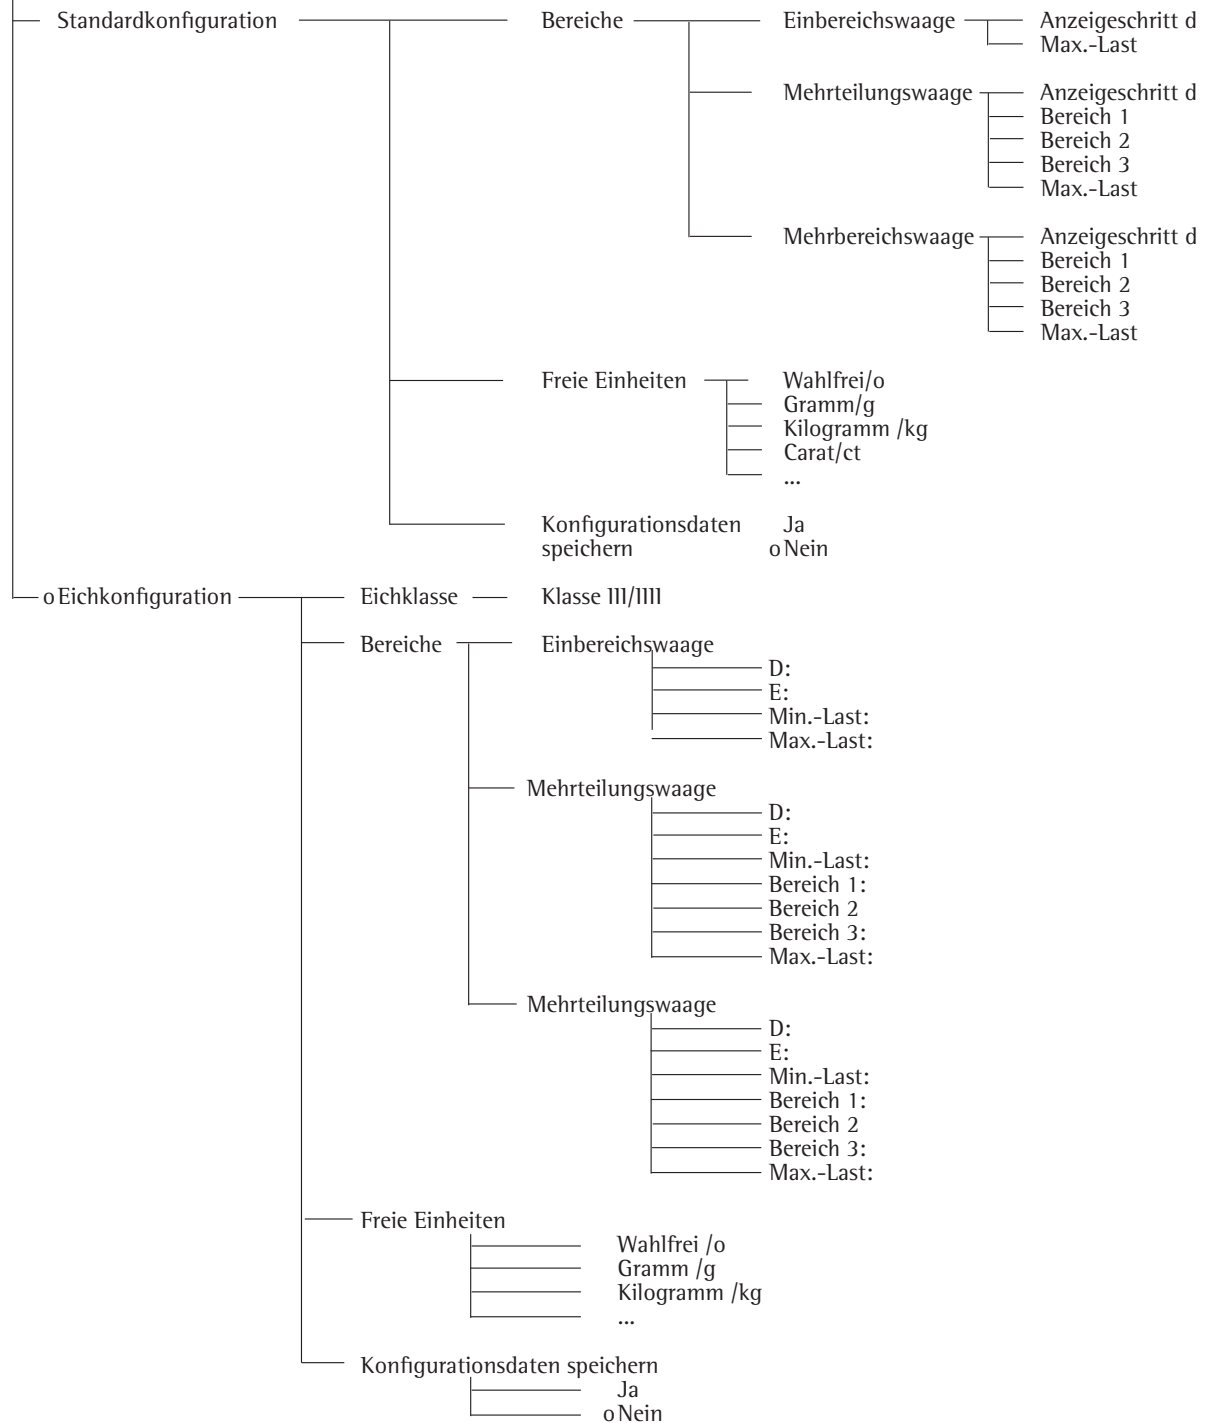 Standardkonfiguration Bereiche Einbereichswaage Anzeigeschritt d
Max.-Last
Mehrteilungswaage Anzeigeschritt d
Bereich 1
Bereich 2
Bereich 3
Max.-Last
Mehrbereichswaage Anzeigeschritt d
Bereich 1
Bereich 2
Bereich 3
Max.-Last
Freie Einheiten Wahlfrei/o
Gramm/g
Kilogramm /kg
Carat/ct
...
Konfigurationsdaten Ja
speichern o Nein
o Eichkonfiguration Eichklasse Klasse III/IIII
Bereiche Einbereichswaage
D:
E:
Min.-Last:
Max.-Last:
Mehrteilungswaage
D:
E:
Min.-Last:
Bereich 1:
Bereich 2
Bereich 3:
Max.-Last:
Mehrteilungswaage
D:
E:
Min.-Last:
Bereich 1:
Bereich 2
Bereich 3:
Max.-Last:
Freie Einheiten
Wahlfrei /o
Gramm /g
Kilogramm /kg
...
Konfigurationsdaten speichern
Ja
o Nein